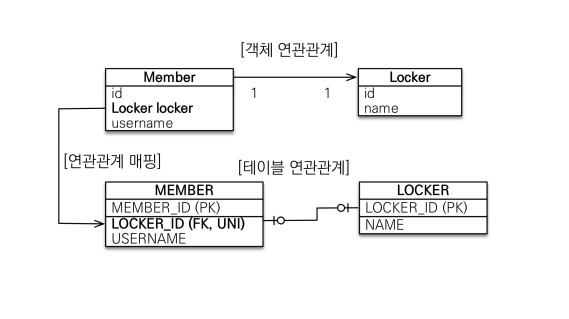 [객체 연관관계]
Member
id
Locker locker
username
1
1
Locker
id
name
[연관관계 매핑]
[테이블 연관관계]
MEMBER
MEMBER_ID (PK)
LOCKER_ID (FK, UNI)
USERNAME
LOCKER
LOCKER_ID (PK)
NAME